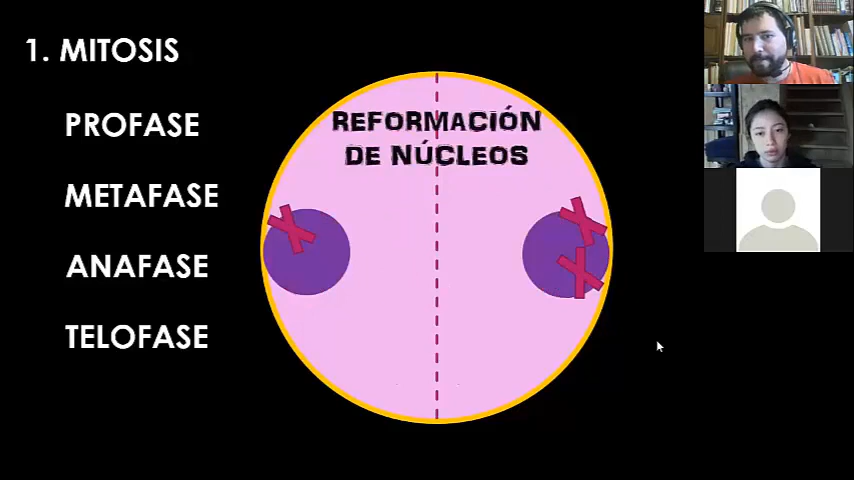 1. MITOSIS
PROFASE
METAFASE
ANAFASE
TELOFASE
REFORMACIÓN
DE NÚCLEOS